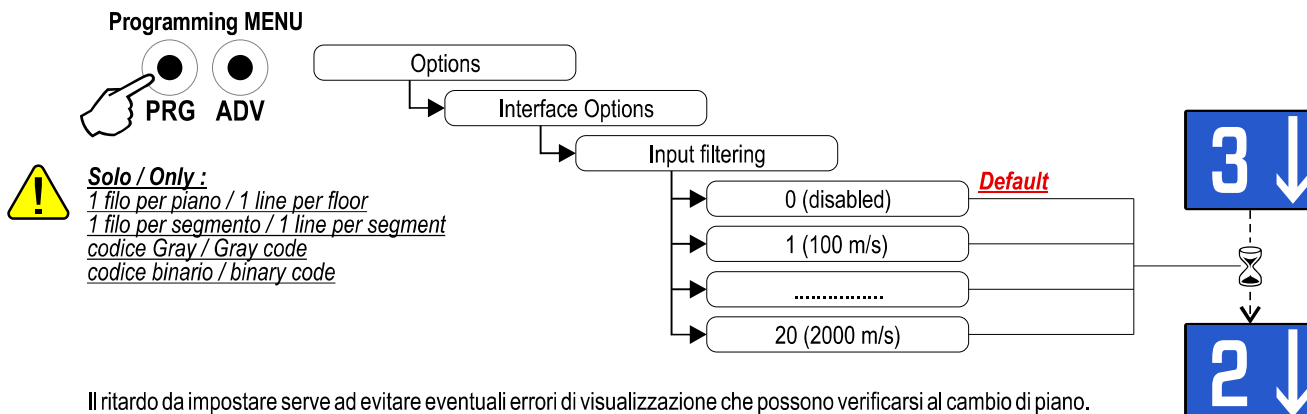 Programming MENU
PRG ADV
Options
Interface Options
Input filtering
Solo / Only :
1 filo per piano / 1 line per floor
1 filo per segmento / 1 line per segment
codice Gray / Gray code
codice binario / binary code
0 (disabled)
Default
1 (100 m/s)
...............
20 (2000 m/s)
3
2
Il ritardo da impostare serve ad evitare eventuali errori di visualizzazione che possono verificarsi al cambio di piano.